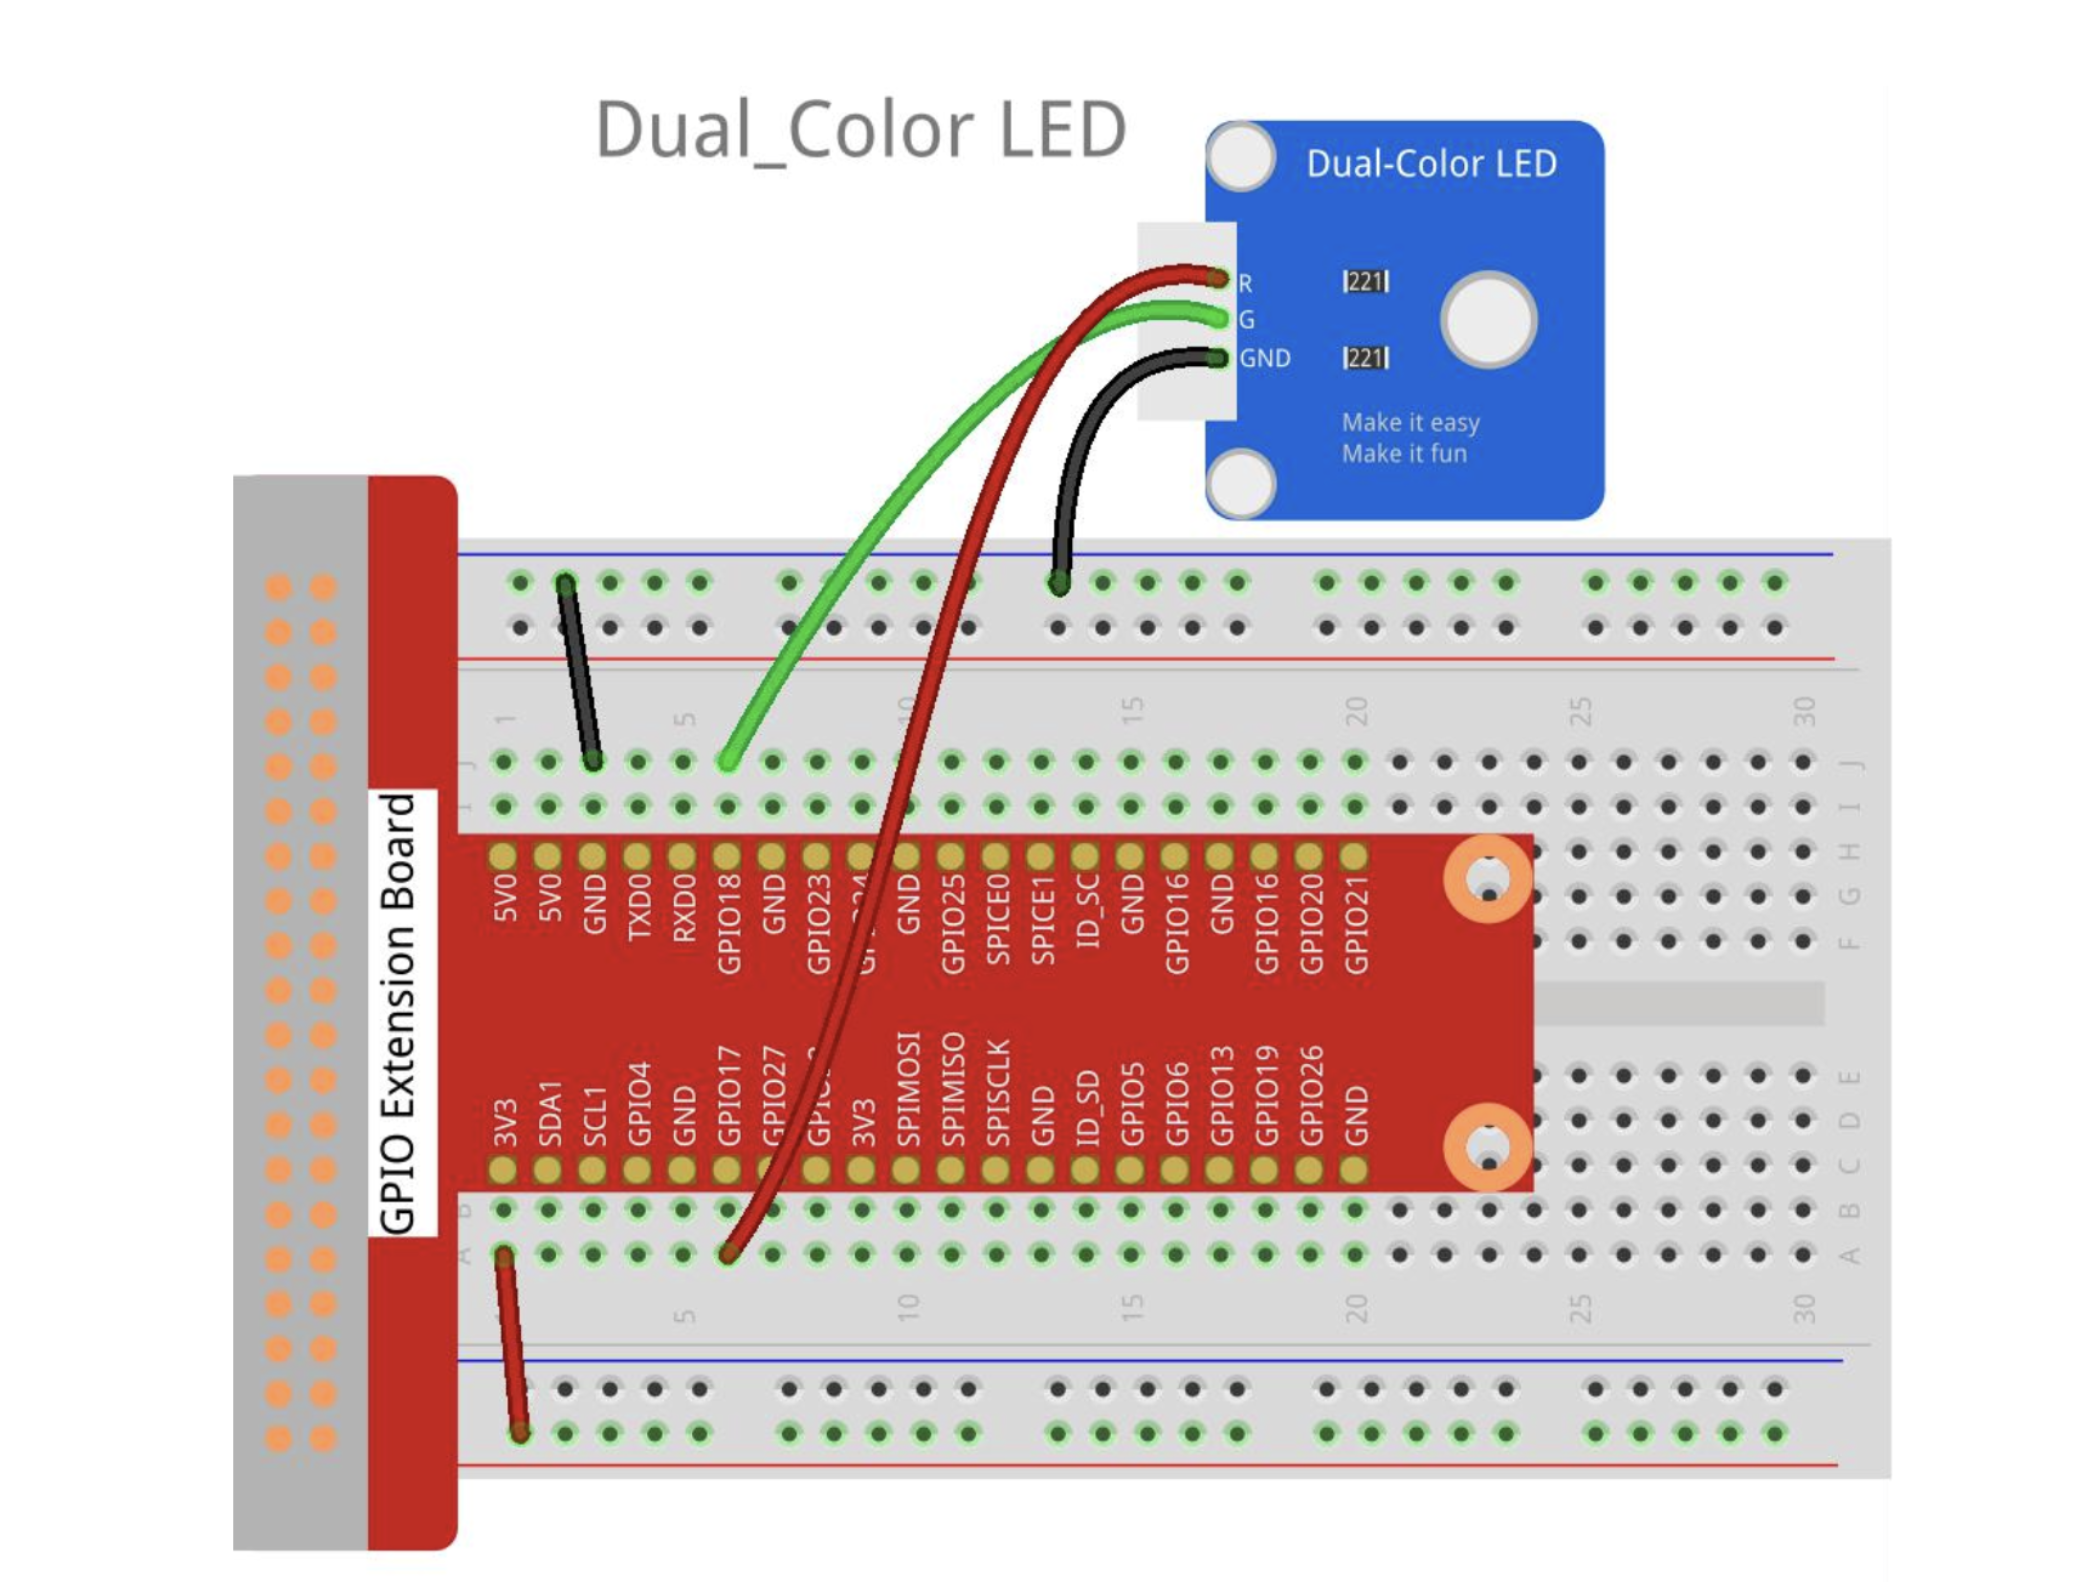 Dual_Color LED
Dual-Color LED
R
221
G
GND
221
Make it easy
Make it fun
1 5 10 15 20 25 30
J J
I I
H
G
F
5V0 5V0 GND TXD0 RXD0 GPIO18 GND GPIO23 GND GPIO25 SPICE0 SPICE1 ID_SC GND GPIO16 GND GPIO16 GPIO20 GPIO21
GPIO Extension Board
3V3 SDA1 SCL1 GPIO4 GND GPIO17 GPIO27 3V3 SPIMOSI SPIMISO SPISCLK GND ID_SD GPIO5 GPIO6 GPIO13 GPIO19 GPIO26 GND
E
D
C
B B
A A
5 10 15 20 25 30